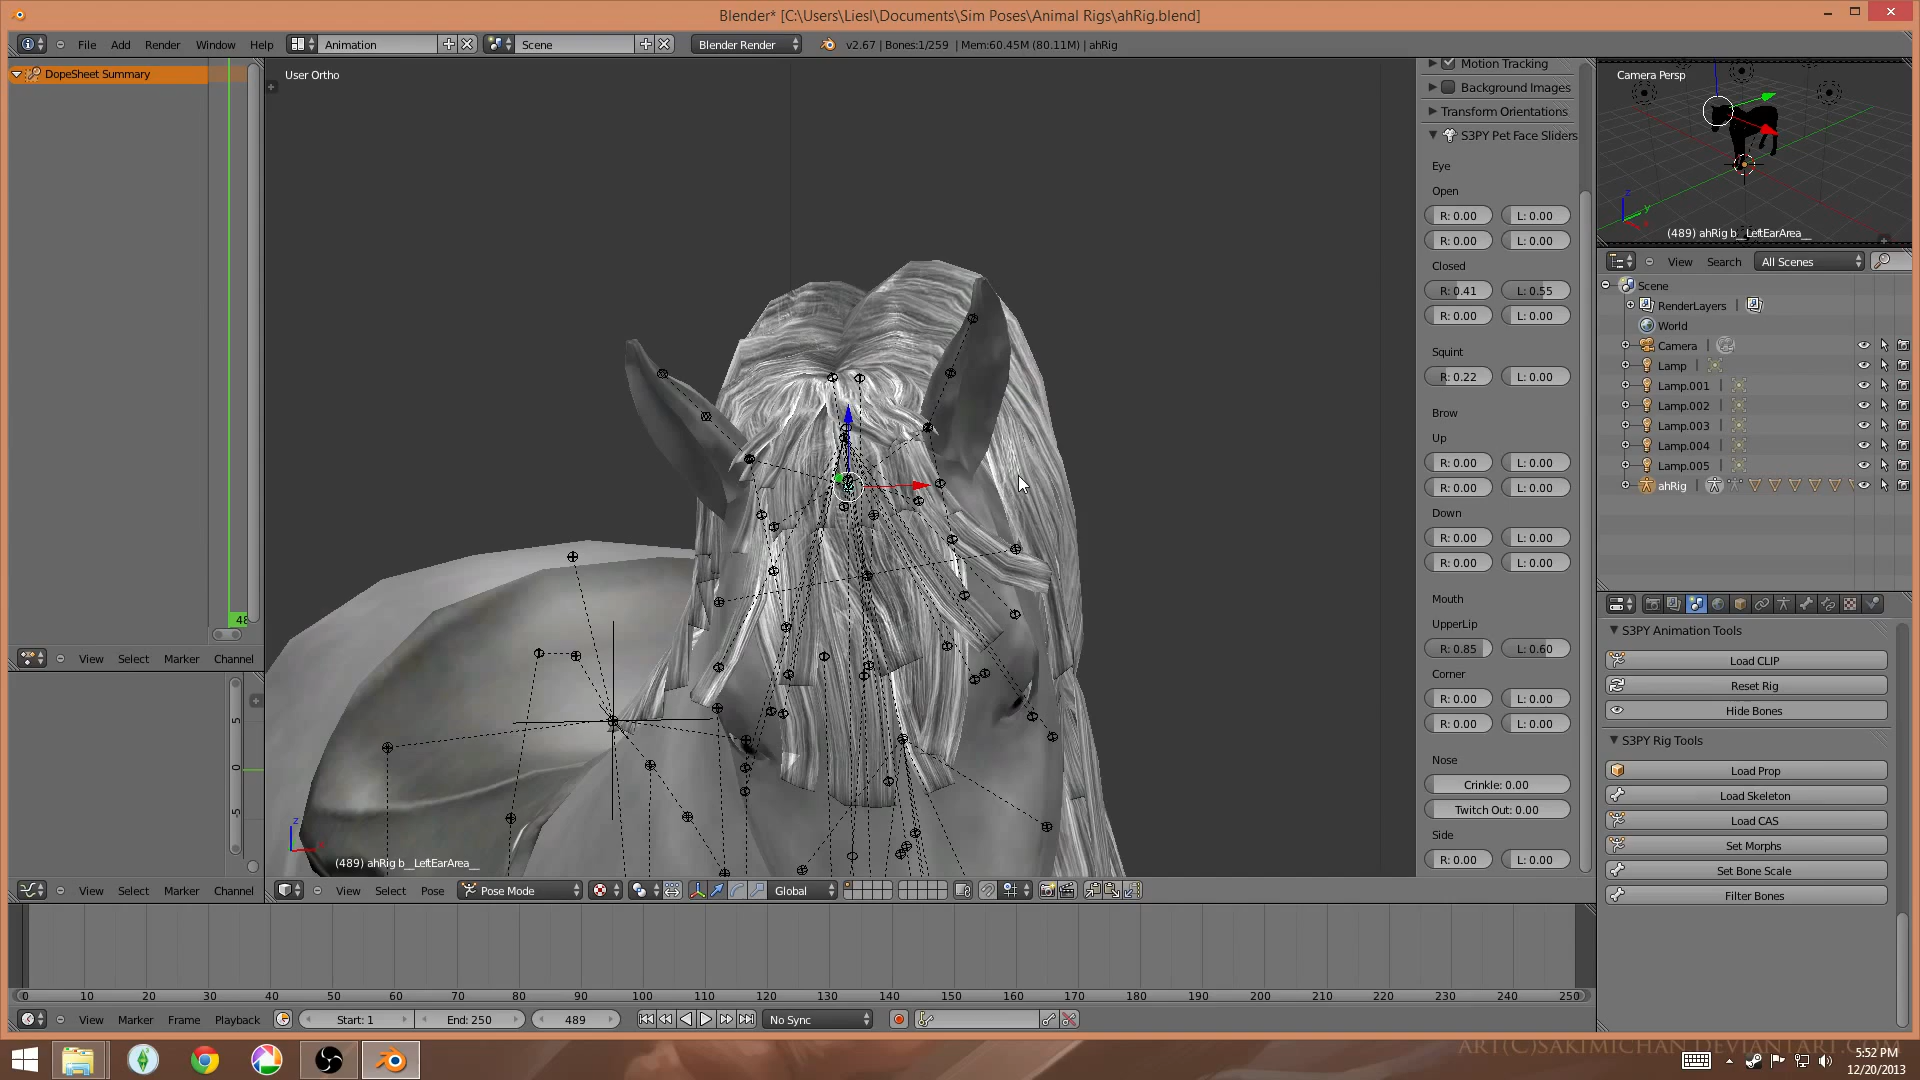 Blender* [C:\Users\Liesl\Documents\Sim Poses\Animal Rigs\ahRig.blend]
File Add Render Window Help Animation Scene Blender Render v2.67 | Bones:1/259 | Mem:60.45M (80.11M) | ahRig
DopeSheet Summary
48
View Select Marker Channel
5
0
-5
View Select Marker Channel
User Ortho
z
(489) ahRig b__LeftEarArea__
View Select Pose Pose Mode Global
Motion Tracking
Background Images
Transform Orientations
S3PY Pet Face Sliders
Eye
Open
R: 0.00 L: 0.00
R: 0.00 L: 0.00
Closed
R: 0.41 L: 0.55
R: 0.00 L: 0.00
Squint
R: 0.22 L: 0.00
Brow
Up
R: 0.00 L: 0.00
R: 0.00 L: 0.00
Down
R: 0.00 L: 0.00
R: 0.00 L: 0.00
Mouth
UpperLip
R: 0.85 L: 0.60
Corner
R: 0.00 L: 0.00
R: 0.00 L: 0.00
Nose
Crinkle: 0.00
Twitch Out: 0.00
Side
R: 0.00 L: 0.00
Camera Persp
z
y
(489) ahRig b__LeftEarArea__
View Search All Scenes
Scene
RenderLayers |
World
Camera |
Lamp |
Lamp.001 |
Lamp.002 |
Lamp.003 |
Lamp.004 |
Lamp.005 |
ahRig |
S3PY Animation Tools
Load CLIP
Reset Rig
Hide Bones
S3PY Rig Tools
Load Prop
Load Skeleton
Load CAS
Set Morphs
Set Bone Scale
Filter Bones
0 10 20 30 40 50 60 70 80 90 100 110 120 130 140 150 160 170 180 190 200 210 220 230 240 250
View Marker Frame Playback Start: 1 End: 250 489 No Sync
ART(C)SAKIMICHAN.DEVIANTART.COM
5:52 PM
12/20/2013